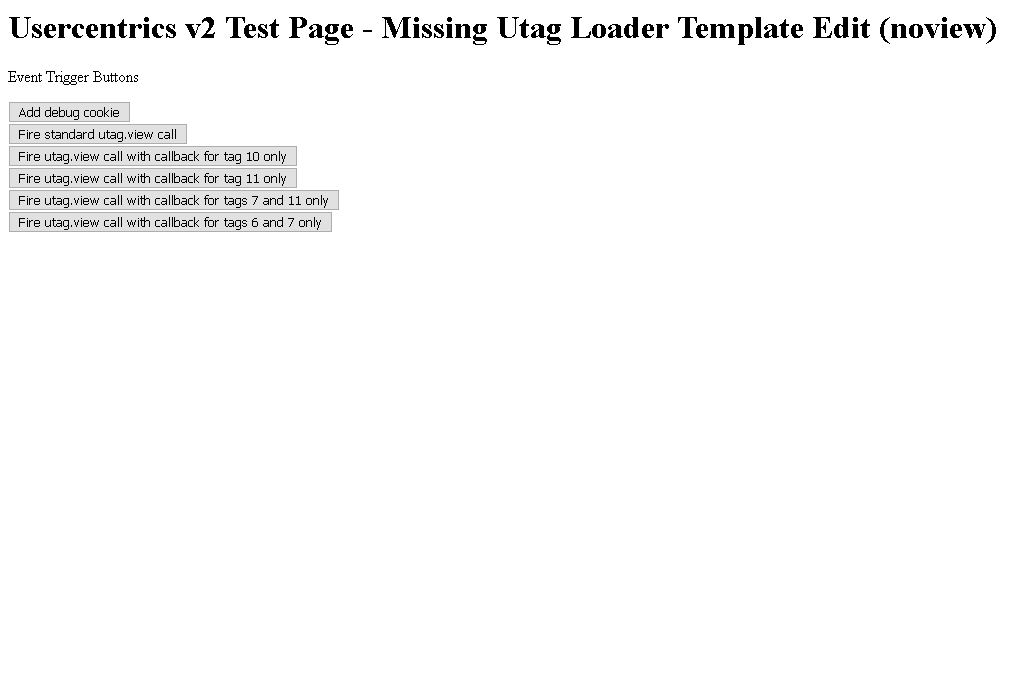 Usercentrics v2 Test Page - Missing Utag Loader Template Edit (noview)
Event Trigger Buttons
Add debug cookie
Fire standard utag.view call
Fire utag.view call with callback for tag 10 only
Fire utag.view call with callback for tag 11 only
Fire utag.view call with callback for tags 7 and 11 only
Fire utag.view call with callback for tags 6 and 7 only